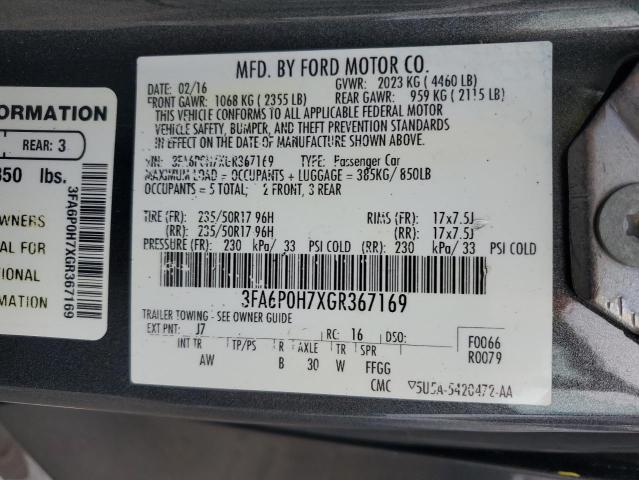 ORMATION
REAR: 3
350 lbs.
WNERS
AL FOR
TIONAL
RMATION
3FA6P0H7XGR367169
MFD. BY FORD MOTOR CO.
DATE: 02/16 GVWR: 2023 KG ( 4460 LB)
FRONT GAWR: 1068 KG ( 2355 LB) REAR GAWR: 959 KG ( 2115 LB)
THIS VEHICLE CONFORMS TO ALL APPLICABLE FEDERAL MOTOR
VEHICLE SAFETY, BUMPER, AND THEFT PREVENTION STANDARDS
IN EFFECT ON THE DATE OF MANUFACTURE SHOWN ABOVE.
VIN: 3FA6P0H7XGR367169 TYPE: Passenger Car
MAXIMUM LOAD = OCCUPANTS + LUGGAGE = 385KG/ 850LB
OCCUPANTS = 5 TOTAL, 2 FRONT, 3 REAR
TIRE (FR): 235/50R17 96H RIMS (FR): 17x7.5J
(RR): 235/50R17 96H (RR): 17x7.5J
PRESSURE (FR): 230 kPa/ 33 PSI COLD (RR): 230 kPa/ 33 PSI COLD
3FA6P0H7XGR367169
TRAILER TOWING - SEE OWNER GUIDE
EXT PNT: J7 RC: 16 DSO: F0066
R0079
INT TR TP/PS R AXLE TR SPR
AW B 30 W FFGG
CMC ▽5U5A-5420472-AA